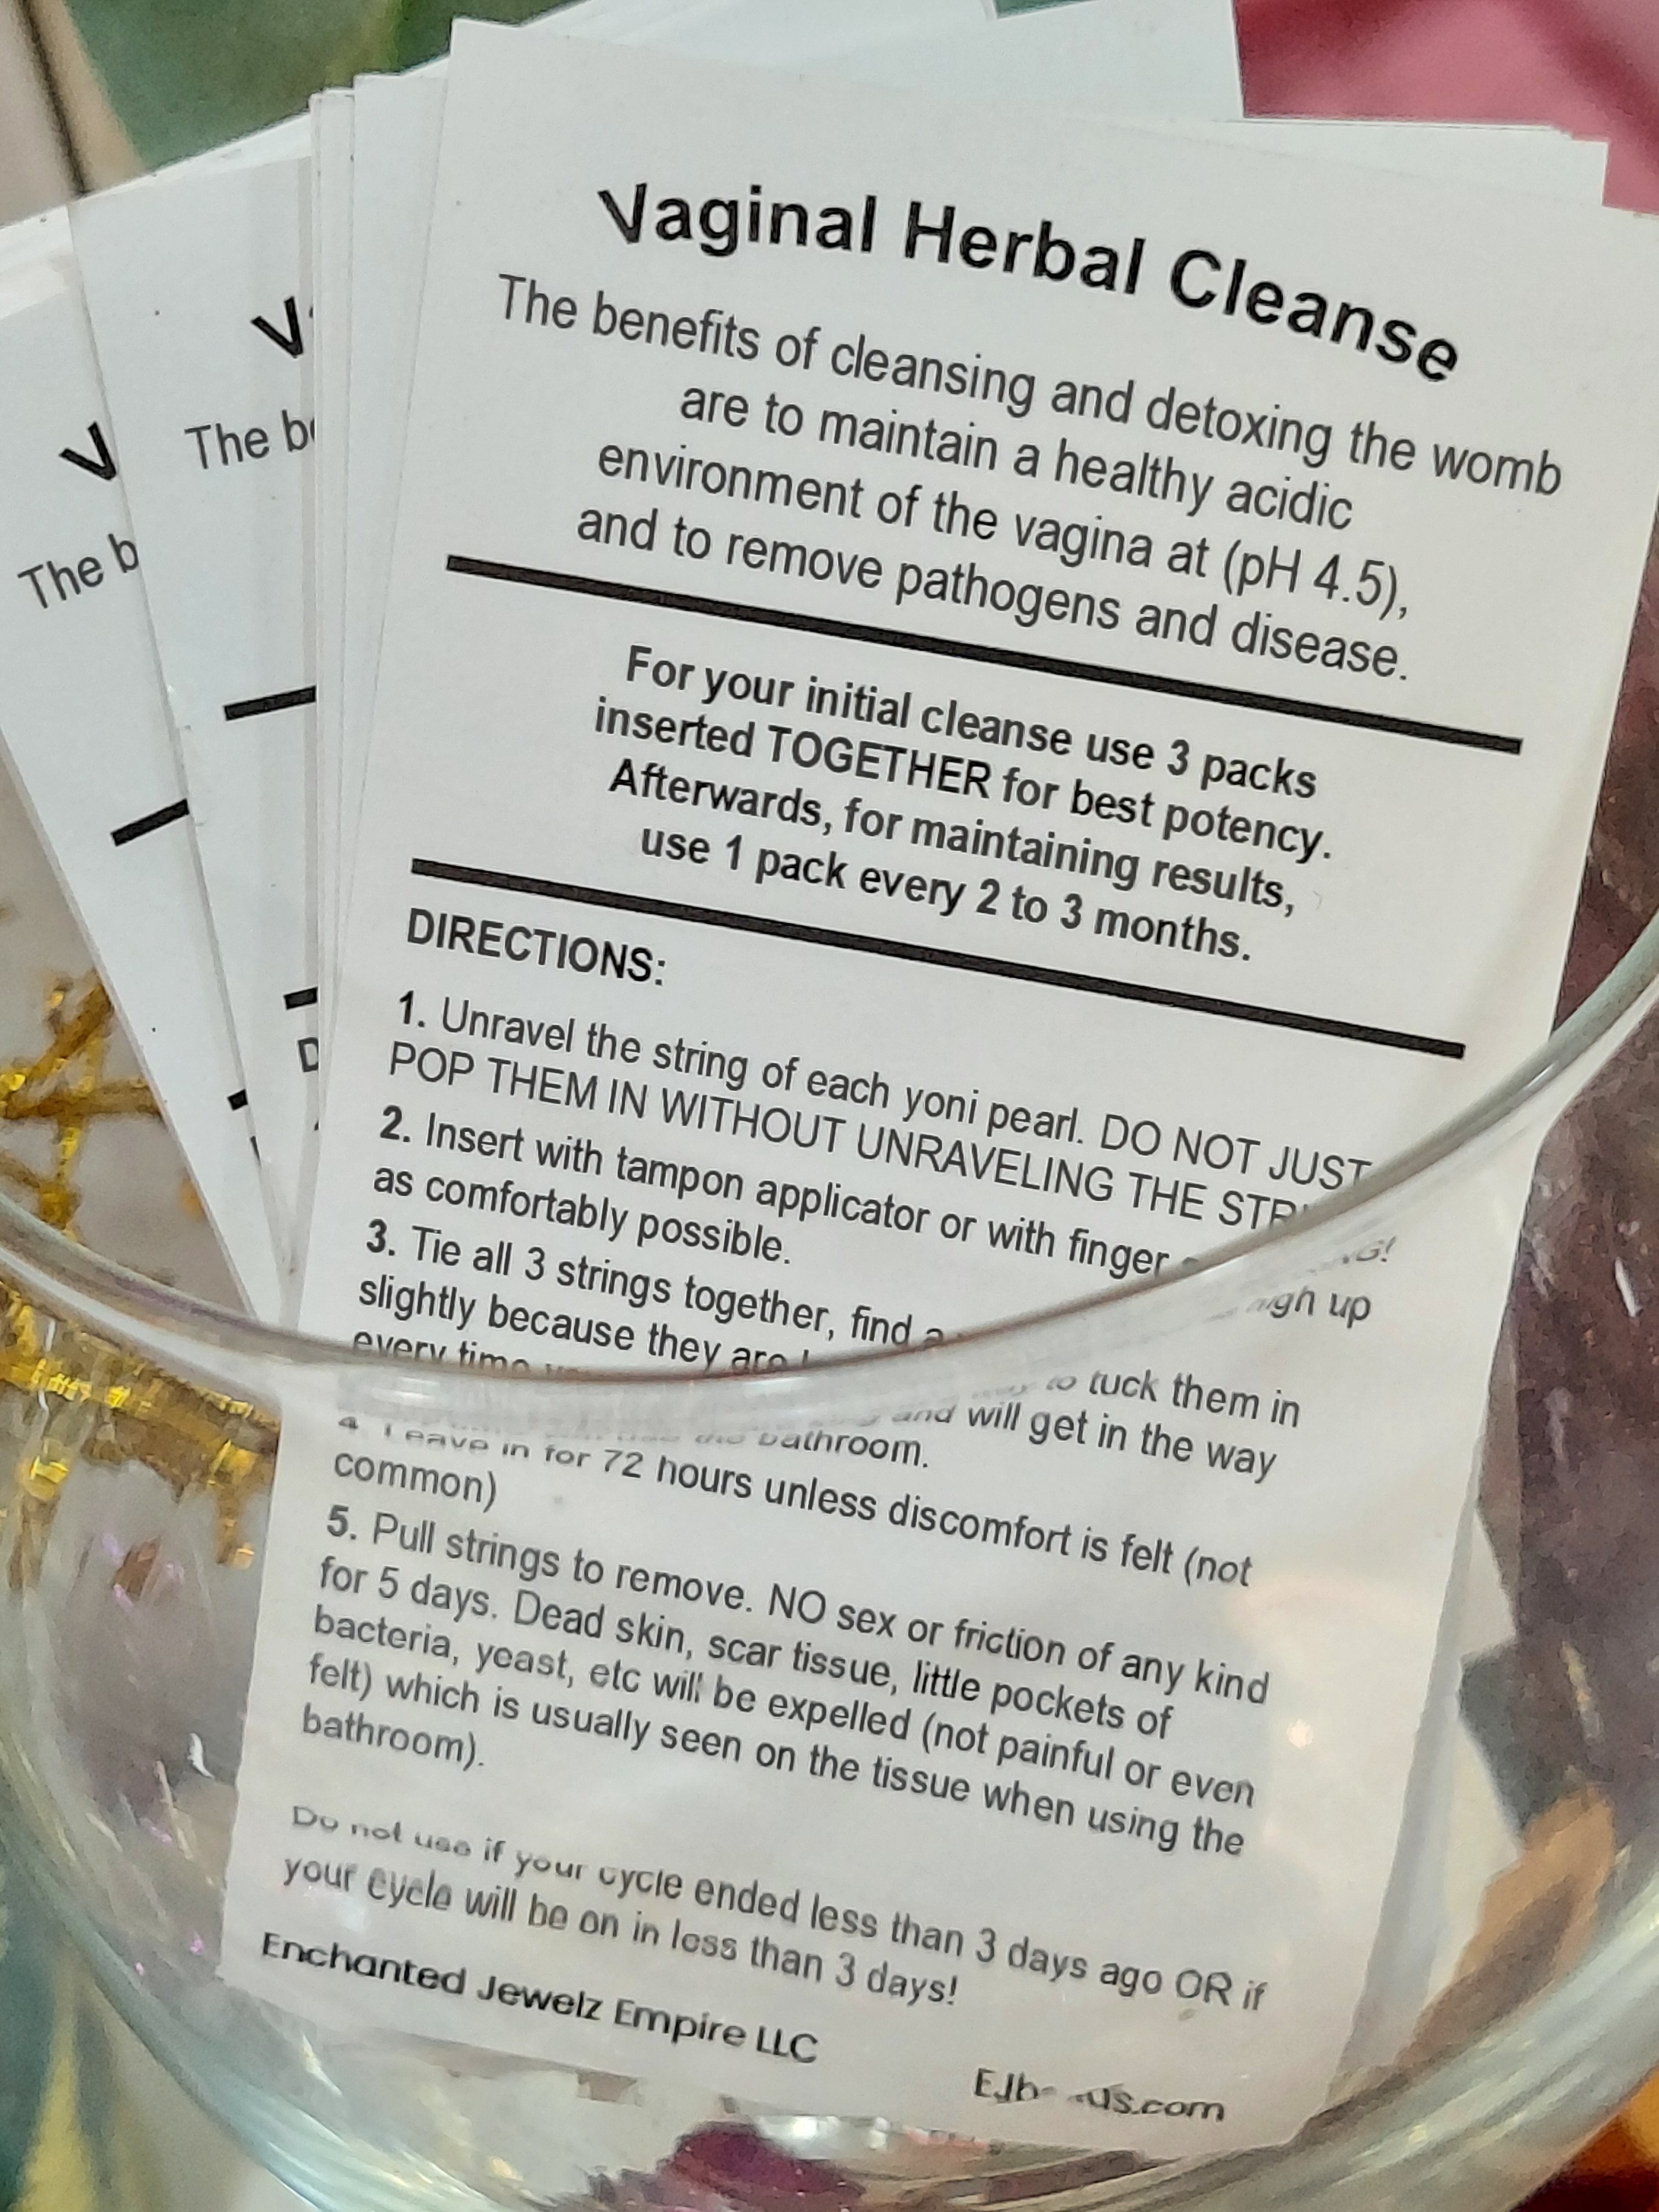 Vaginal Herbal Cleanse
The benefits of cleansing and detoxing the womb
are to maintain a healthy acidic
environment of the vagina at (pH 4.5),
and to remove pathogens and disease.
For your initial cleanse use 3 packs
inserted TOGETHER for best potency.
Afterwards, for maintaining results,
use 1 pack every 2 to 3 months.
DIRECTIONS:
1. Unravel the string of each yoni pearl. DO NOT JUST
POP THEM IN WITHOUT UNRAVELING THE STRING!
2. Insert with tampon applicator or with finger high up
as comfortably possible.
3. Tie all 3 strings together, find a to tuck them in
slightly because they are and will get in the way
every time bathroom.
4. Leave in for 72 hours unless discomfort is felt (not
common)
5. Pull strings to remove. NO sex or friction of any kind
for 5 days. Dead skin, scar tissue, little pockets of
bacteria, yeast, etc will be expelled (not painful or even
felt) which is usually seen on the tissue when using the
bathroom).
Do not use if your cycle ended less than 3 days ago OR if
your cycle will be on in less than 3 days!
Enchanted Jewelz Empire LLC
V
The b
V
The